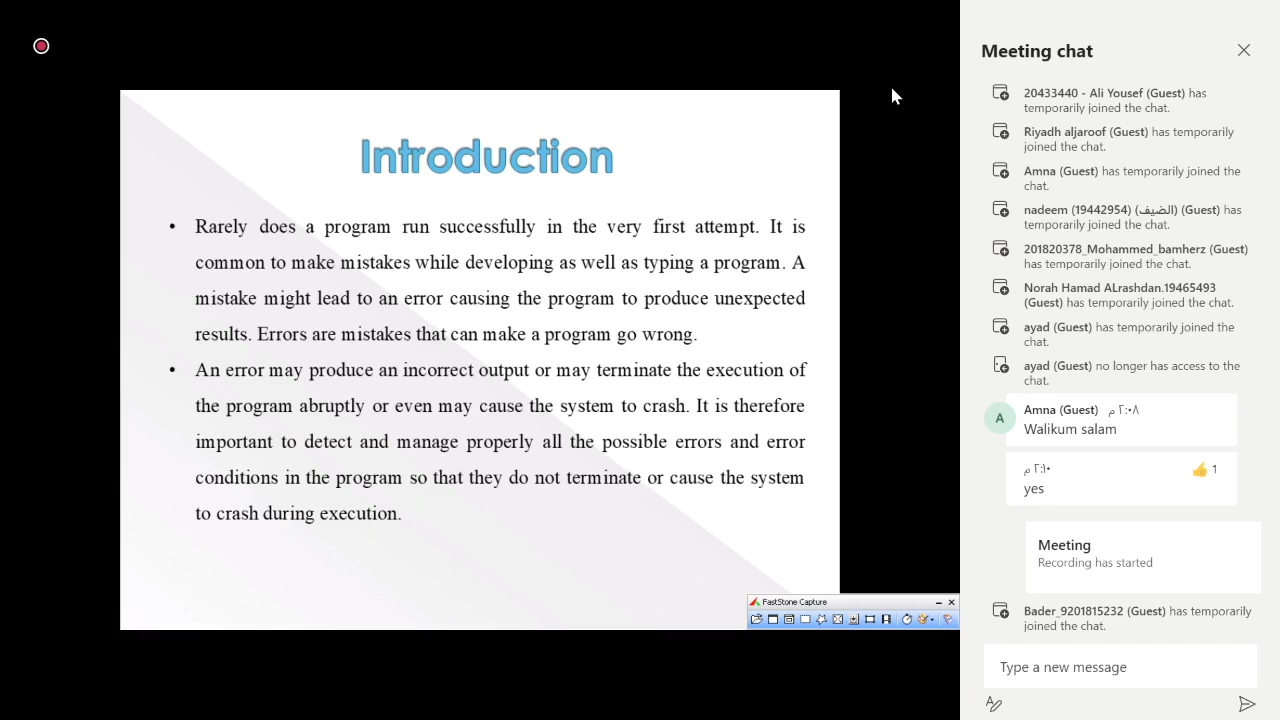 Introduction
• Rarely does a program run successfully in the very first attempt. It is
common to make mistakes while developing as well as typing a program. A
mistake might lead to an error causing the program to produce unexpected
results. Errors are mistakes that can make a program go wrong.
• An error may produce an incorrect output or may terminate the execution of
the program abruptly or even may cause the system to crash. It is therefore
important to detect and manage properly all the possible errors and error
conditions in the program so that they do not terminate or cause the system
to crash during execution.
FastStone Capture
Meeting chat
20433440 - Ali Yousef (Guest) has
temporarily joined the chat.
Riyadh aljaroof (Guest) has temporarily
joined the chat.
Amna (Guest) has temporarily joined the
chat.
nadeem (19442954) (الضيف) (Guest) has
temporarily joined the chat.
201820378_Mohammed_bamherz (Guest)
has temporarily joined the chat.
Norah Hamad ALrashdan.19465493
(Guest) has temporarily joined the chat.
ayad (Guest) has temporarily joined the
chat.
ayad (Guest) no longer has access to the
chat.
A
Amna (Guest) ٢:٠٨ م
Walikum salam
٢:١٠ م 👍 1
yes
Meeting
Recording has started
Bader_9201815232 (Guest) has temporarily
joined the chat.
Type a new message